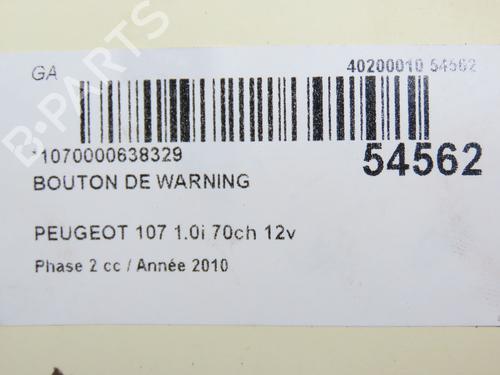 GA
40200010 54562
*1070000638329
54562
BOUTON DE WARNING
PEUGEOT 107 1.0i 70ch 12v
Phase 2 cc / Année 2010
B-PARTS